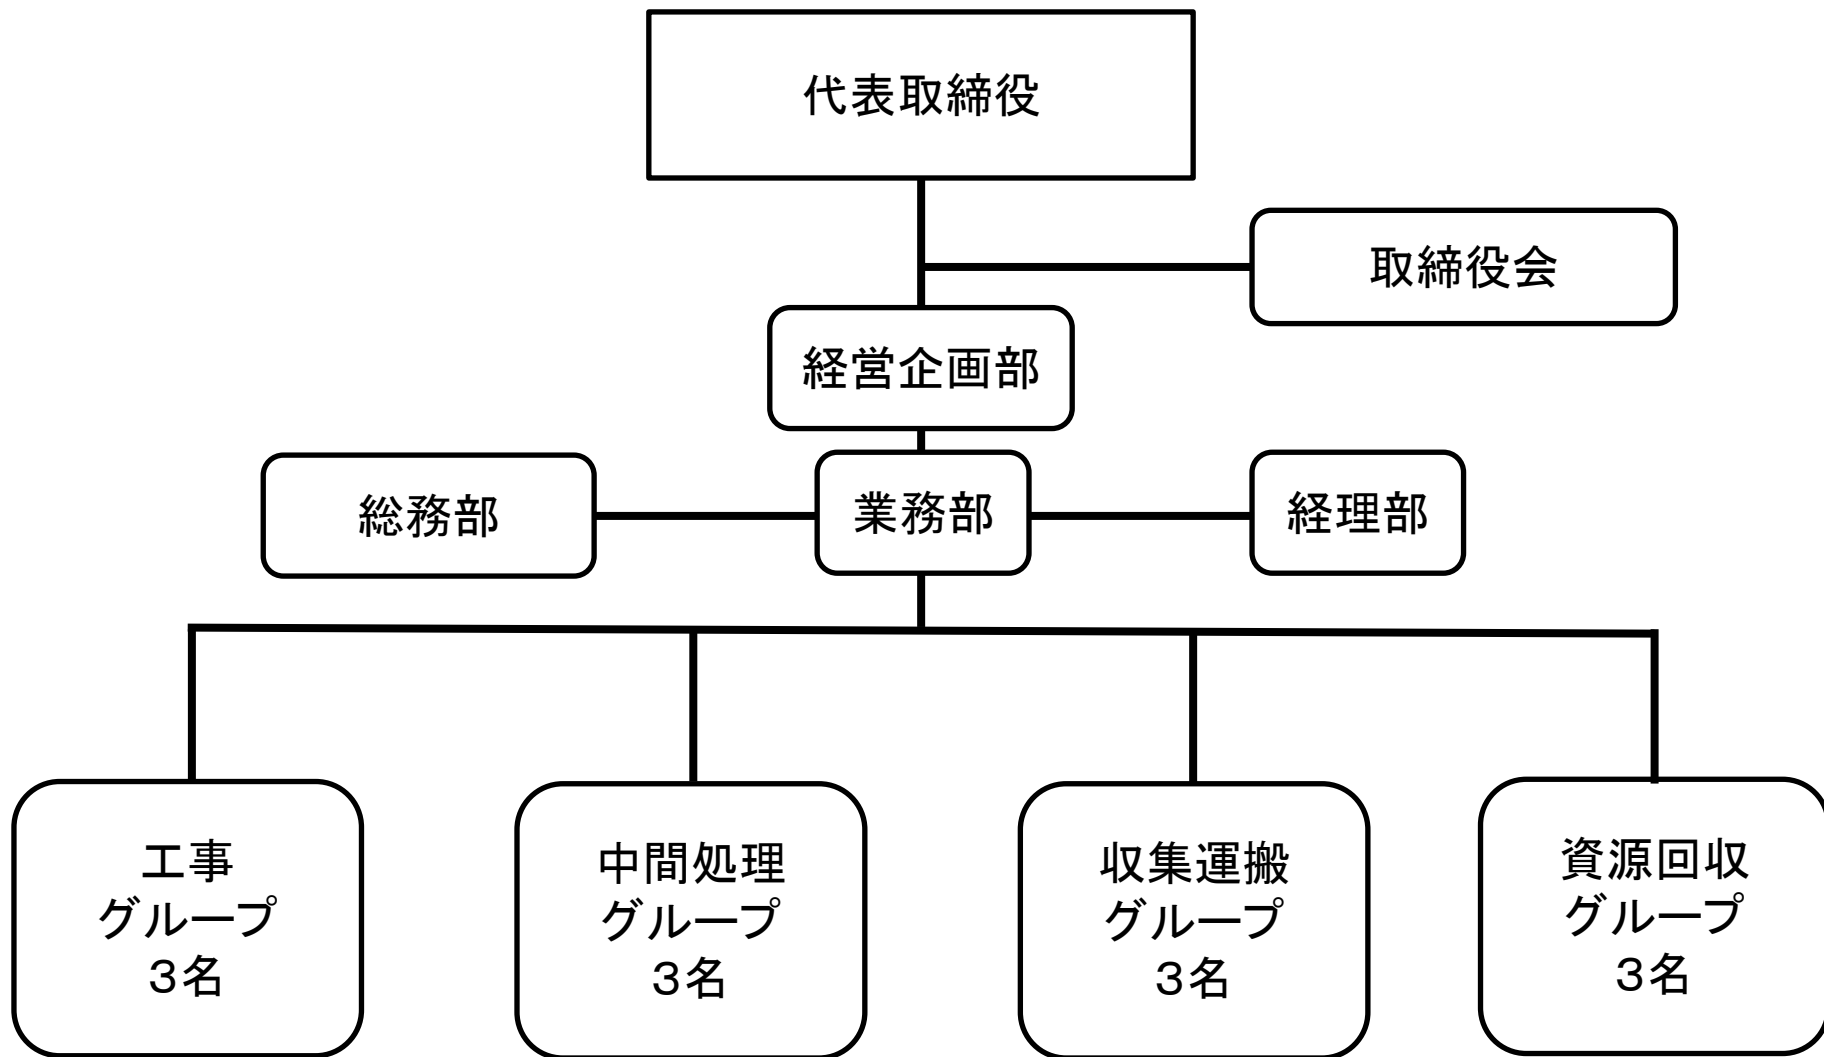 代表取締役
取締役会
経営企画部
総務部
業務部
経理部
工事
グループ
３名
中間処理
グループ
３名
収集運搬
グループ
３名
資源回収
グループ
３名